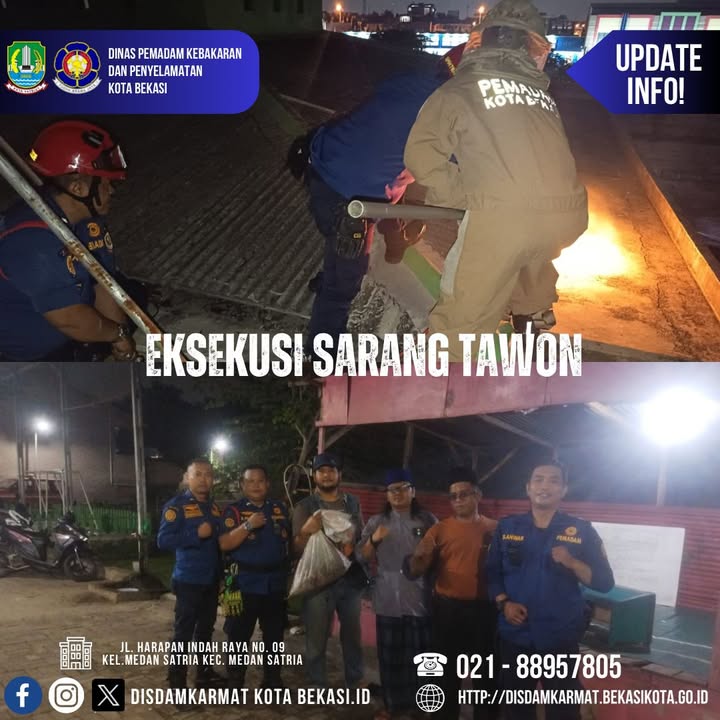 DINAS PEMADAM KEBAKARAN
DAN PENYELAMATAN
KOTA BEKASI
UPDATE
INFO!
PEMADAM
KOTA BEKASI
EKSEKUSI SARANG TAWON
PEMADAM
JL. HARAPAN INDAH RAYA NO. 09
KEL.MEDAN SATRIA KEC. MEDAN SATRIA
021 - 88957805
DISDAMKARMAT KOTA BEKASI.ID
HTTP://DISDAMKARMAT.BEKASIKOTA.GO.ID